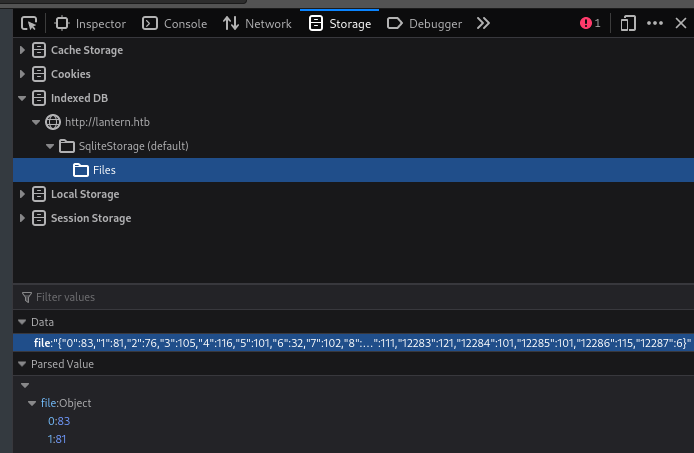 Inspector Console Network Storage Debugger 1
Cache Storage
Cookies
Indexed DB
http://lantern.htb
SqliteStorage (default)
Files
Local Storage
Session Storage
Filter values
Data
file:"{"0":83,"1":81,"2":76,"3":105,"4":116,"5":101,"6":32,"7":102,"8":…":111,"12283":121,"12284":101,"12285":101,"12286":115,"12287":6}"
Parsed Value
file:Object
0:83
1:81